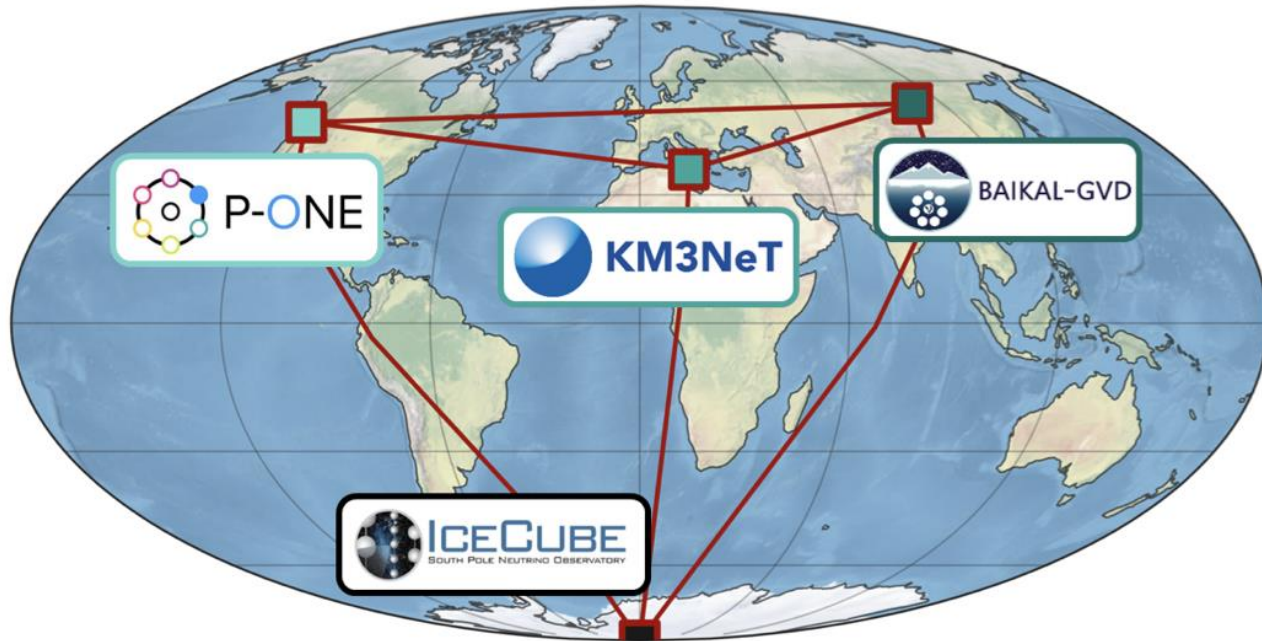 P-ONE
KM3NeT
BAIKAL-GVD
ICECUBE
SOUTH POLE NEUTRINO OBSERVATORY